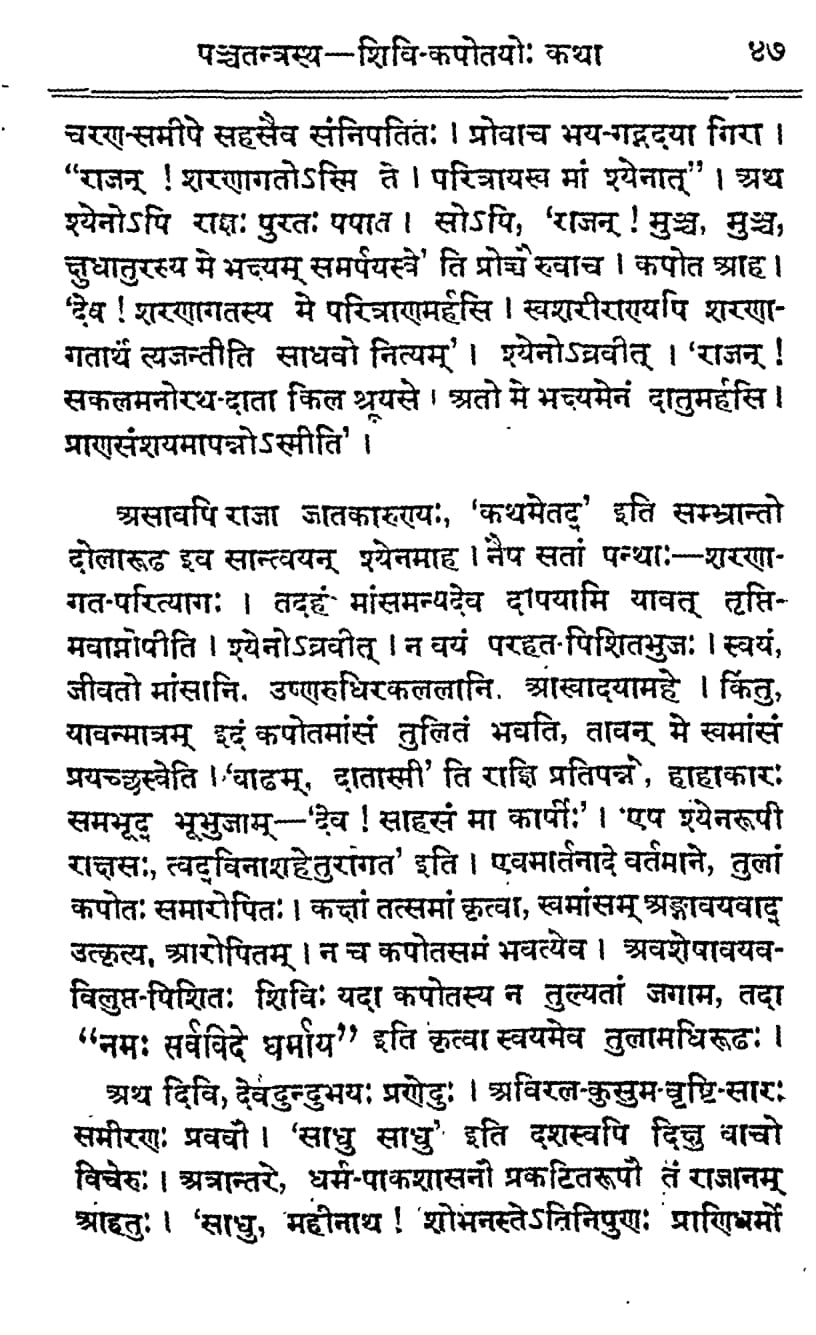 पञ्चतन्त्रस्य—शिवि-कपोतयोः कथा ४७
चरण-समीपे सहसैव संनिपतितः । प्रोवाच भय-गद्गदया गिरा ।
“राजन् ! शरणागतोऽस्मि ते । परित्रायस्व मां श्येनात्” । अथ
श्येनोऽपि राज्ञः पुरतः पपात । सोऽपि, ‘राजन् ! मुञ्च, मुञ्च,
क्षुधातुरस्य मे भक्ष्यम् समर्पयस्वे’ ति प्रोच्चैरुवाच । कपोत आह ।
‘देव ! शरणागतस्य मे परित्राणमर्हसि । स्वशरीराण्यपि शरणा-
गतार्थे त्यजन्तीति साधवो नित्यम्’ । श्येनोऽब्रवीत् । ‘राजन् !
सकलमनोरथ-दाता किल श्रूयसे । अतो मे भक्ष्यमेनं दातुमर्हसि ।
प्राणसंशयमापन्नोऽस्मीति’ ।
असावपि राजा जातकारुण्यः, ‘कथमेतद्’ इति सम्भ्रान्तो
दोलारूढ इव सान्त्वयन् श्येनमाह । नैष सतां पन्थाः—शरणा-
गत-परित्यागः । तदहं मांसमन्यदेव दापयामि यावत् तृप्ति-
मवाप्नोषीति । श्येनोऽब्रवीत् । न वयं परहत-पिशितभुजः । स्वयं,
जीवतो मांसानि. उष्णरुधिरकललानि. आस्वादयामहे । किंतु,
यावन्मात्रम् इदं कपोतमांसं तुलितं भवति, तावन् मे स्वमांसं
प्रयच्छस्वेति । ‘वाढम्, दातास्मी’ ति राज्ञि प्रतिपन्ने, हाहाकारः
समभूद् भूभुजाम्—‘देव ! साहसं मा कार्षीः’ । ‘एष श्येनरूपी
राक्षसः, त्वद्विनाशहेतुरागत’ इति । एवमार्तनादे वर्तमाने, तुलां
कपोतः समारोपितः । कक्षां तत्समां कृत्वा, स्वमांसम् अङ्गावयवाद्
उत्कृत्य, आरोपितम् । न च कपोतसमं भवत्येव । अवशेषावयव-
विलुप्त-पिशितः शिविः यदा कपोतस्य न तुल्यतां जगाम, तदा
“नमः सर्वविदे धर्माय” इति कृत्वा स्वयमेव तुलामधिरूढः ।
अथ दिवि, देवदुन्दुभयः प्रणेदुः । अविरल-कुसुम-वृष्टि-सारः
समीरणः प्रववौ । ‘साधु साधु’ इति दशस्वपि दिक्षु वाचो
विचेरुः । अत्रान्तरे, धर्म-पाकशासनौ प्रकटितरूपौ तं राजानम्
आहतुः । ‘साधु, महीनाथ ! शोभनस्तेऽतिनिपुणः प्राणिधर्मो